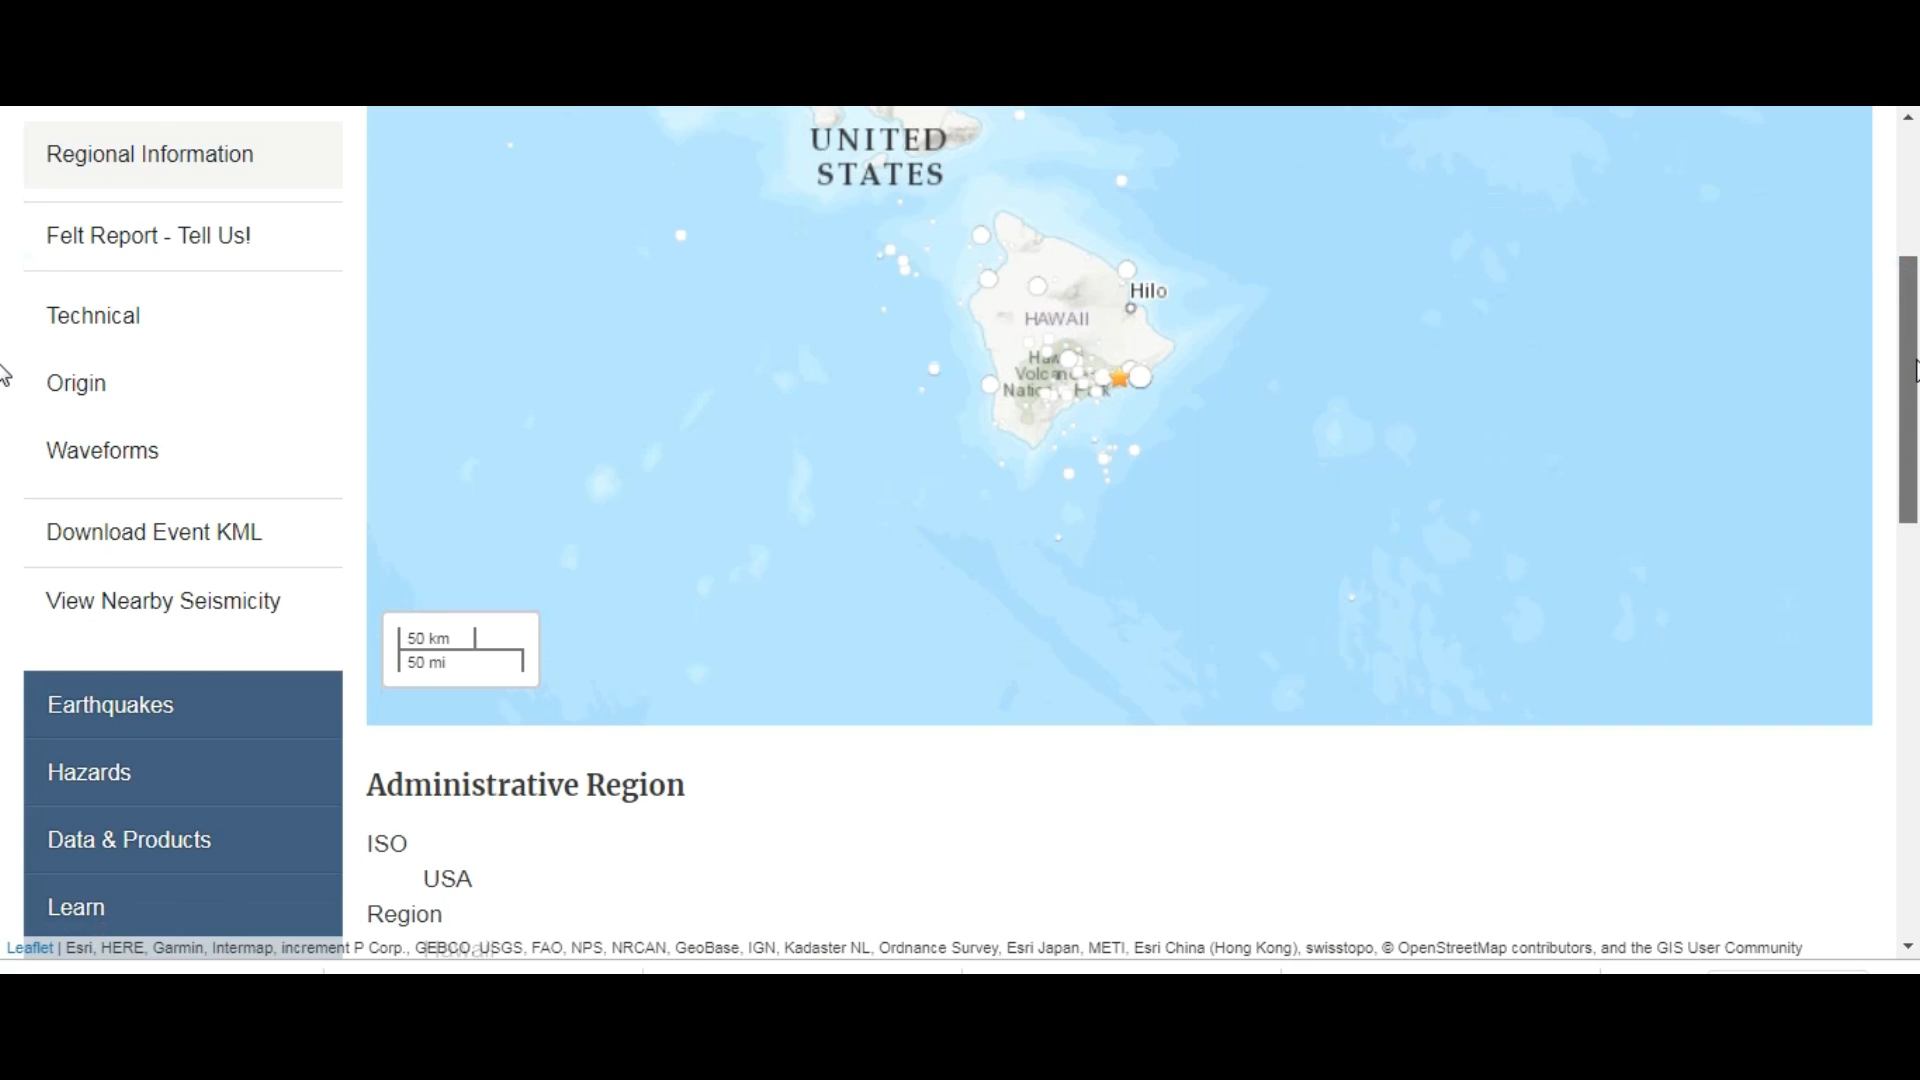 Regional Information
Felt Report - Tell Us!
Technical
Origin
Waveforms
Download Event KML
View Nearby Seismicity
Earthquakes
Hazards
Data & Products
Learn
UNITED
STATES
Hilo
HAWAII
50 km
50 mi
Administrative Region
ISO
USA
Region
Hawaii
Leaflet | Esri, HERE, Garmin, Intermap, increment P Corp., GEBCO, USGS, FAO, NPS, NRCAN, GeoBase, IGN, Kadaster NL, Ordnance Survey, Esri Japan, METI, Esri China (Hong Kong), swisstopo, © OpenStreetMap contributors, and the GIS User Community